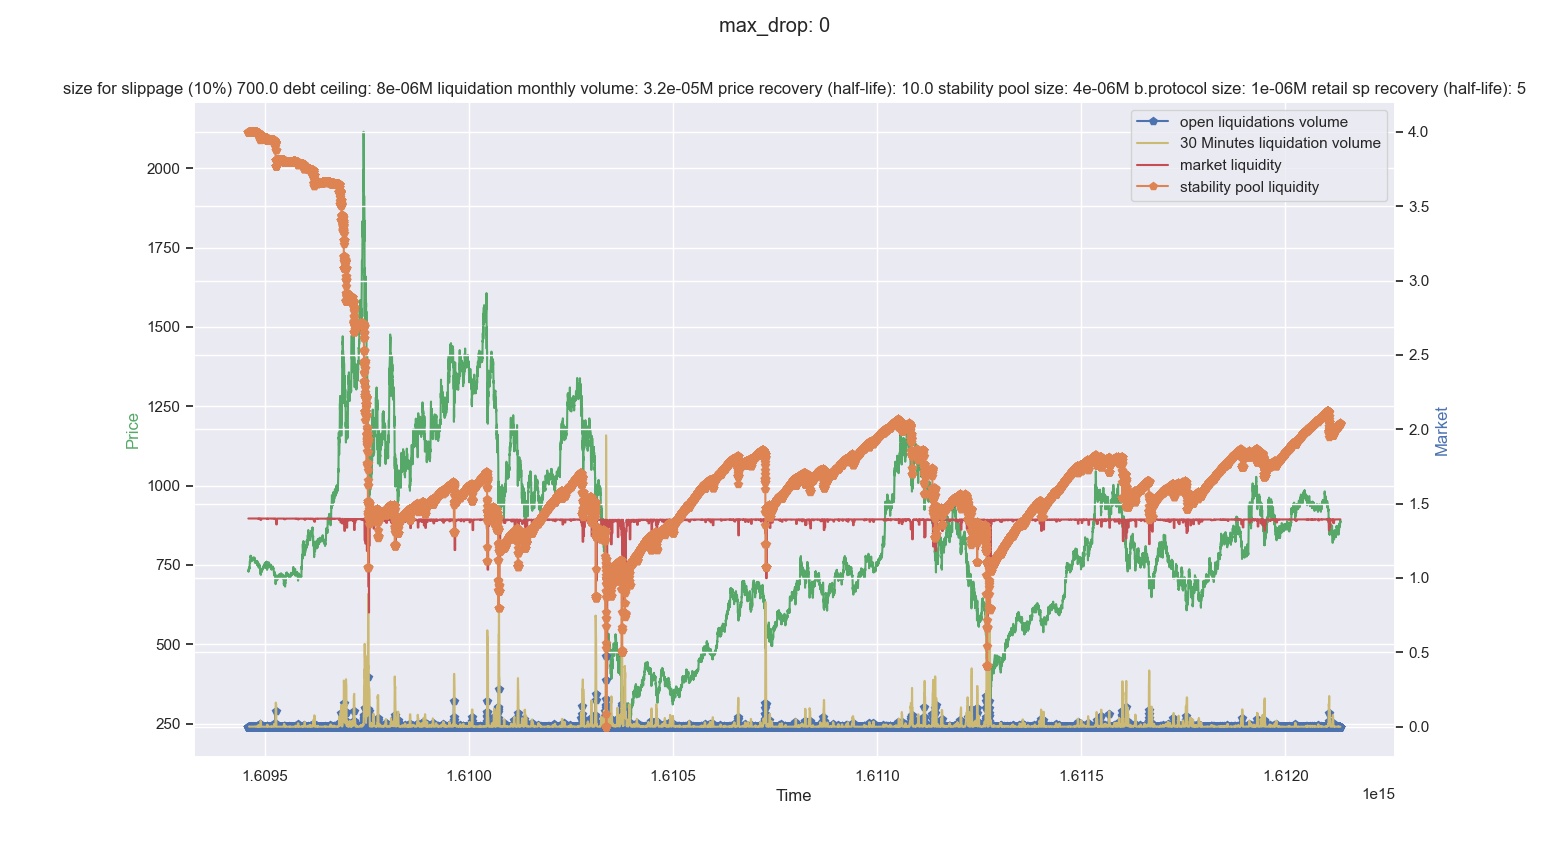 max_drop: 0
size for slippage (10%) 700.0 debt ceiling: 8e-06M liquidation monthly volume: 3.2e-05M price recovery (half-life): 10.0 stability pool size: 4e-06M b.protocol size: 1e-06M retail sp recovery (half-life): 5
open liquidations volume
30 Minutes liquidation volume
market liquidity
stability pool liquidity
2000
1750
1500
1250
1000
750
500
250
Price
4.0
3.5
3.0
2.5
2.0
1.5
1.0
0.5
0.0
Market
1.6095 1.6100 1.6105 1.6110 1.6115 1.6120
Time
1e15